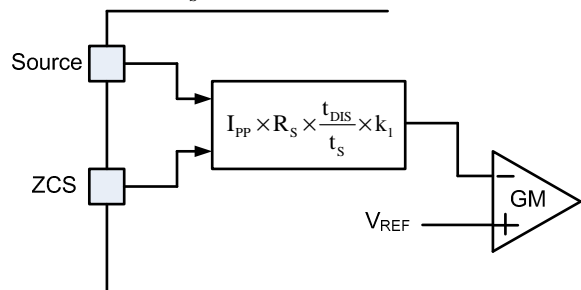 Source
I_PP × R_S × t_DIS / t_S × k_1
ZCS
− GM
V_REF +